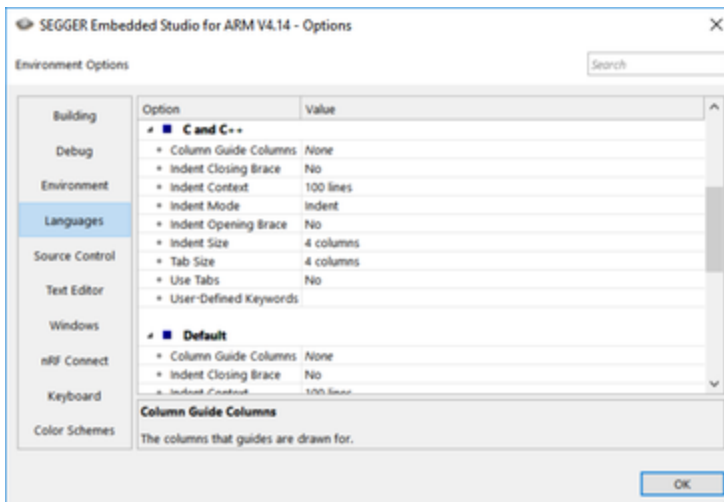 SEGGER Embedded Studio for ARM V4.14 - Options
Environment Options
Search
Building
Debug
Environment
Languages
Source Control
Text Editor
Windows
nRF Connect
Keyboard
Color Schemes
Option Value
C and C++
Column Guide Columns None
Indent Closing Brace No
Indent Context 100 lines
Indent Mode Indent
Indent Opening Brace No
Indent Size 4 columns
Tab Size 4 columns
Use Tabs No
User-Defined Keywords
Default
Column Guide Columns None
Indent Closing Brace No
Indent Context 100 lines
Column Guide Columns
The columns that guides are drawn for.
OK